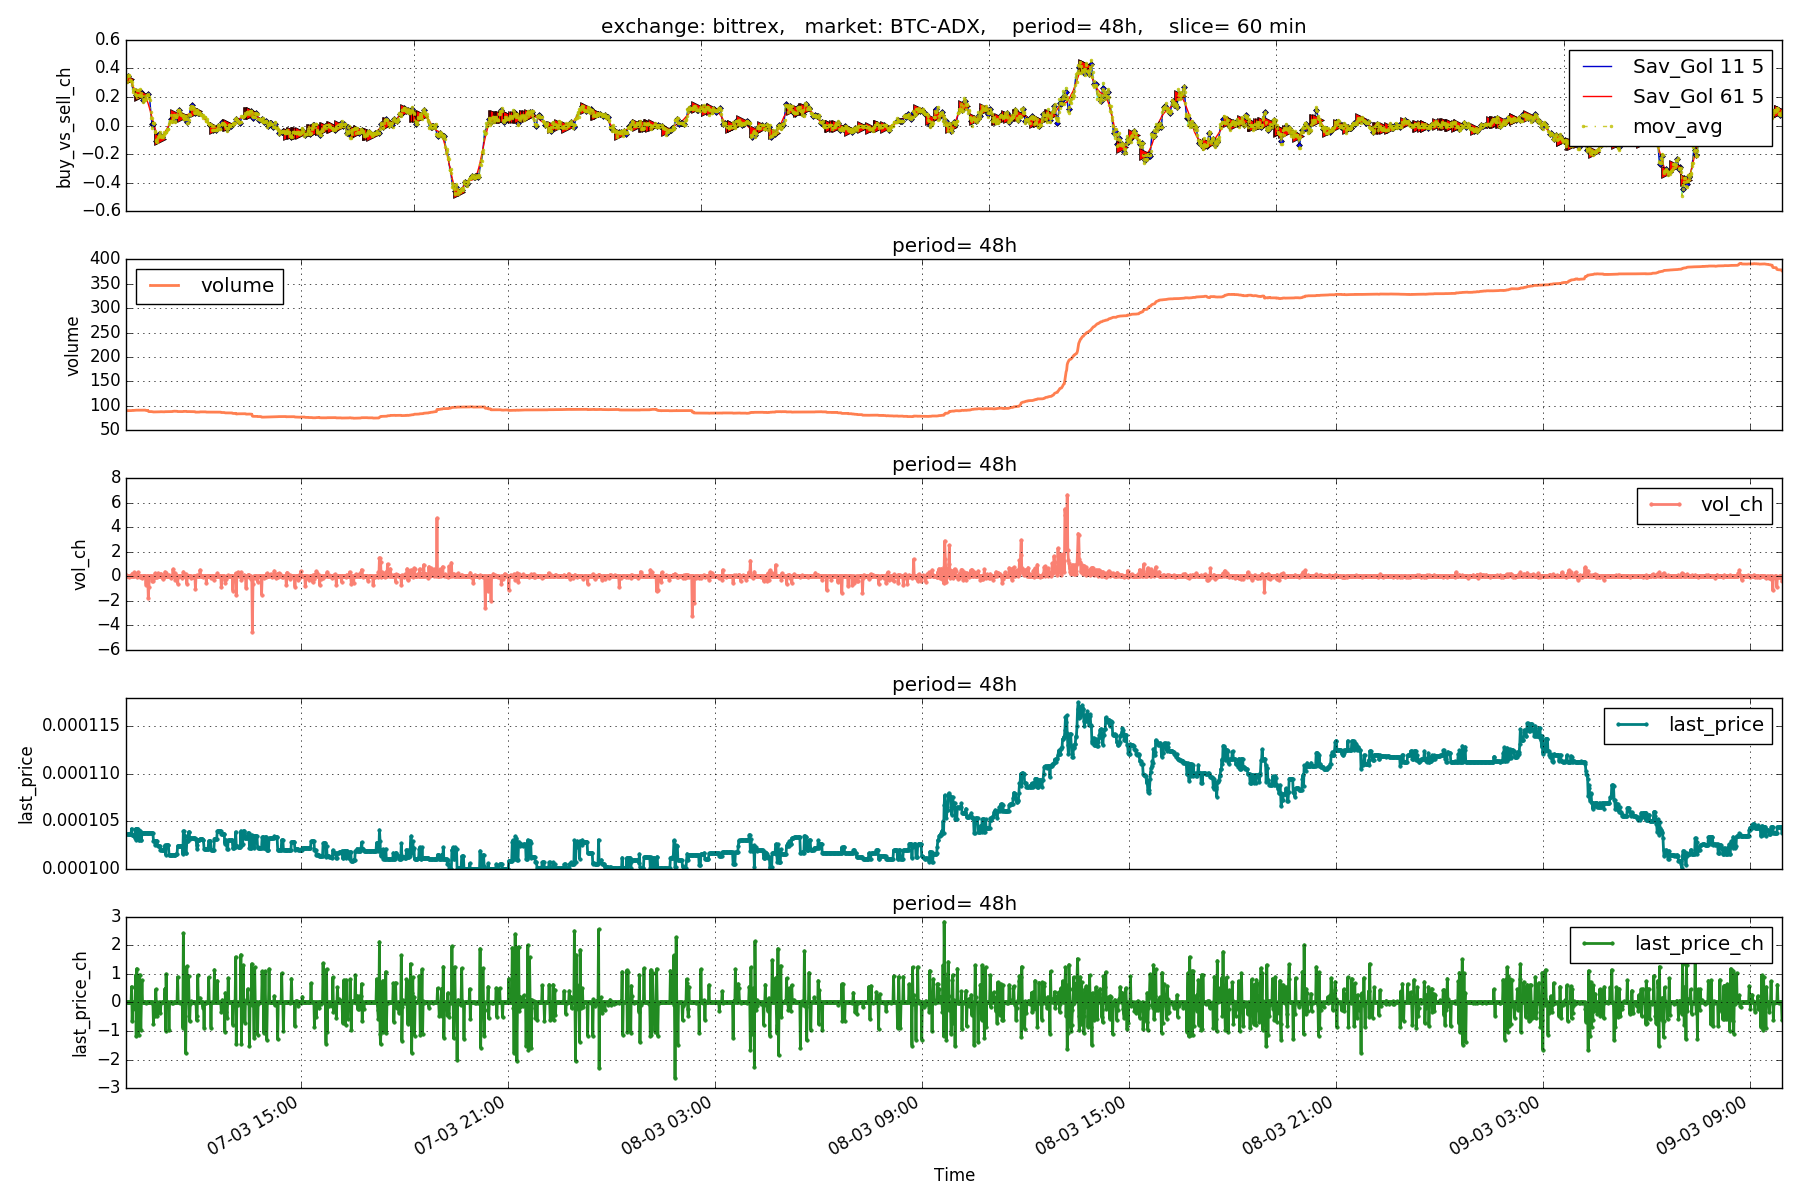 exchange: bittrex,   market: BTC-ADX,    period= 48h,    slice= 60 min
buy_vs_sell_ch
0.6
0.4
0.2
0.0
−0.2
−0.4
−0.6
Sav_Gol 11 5
Sav_Gol 61 5
mov_avg
period= 48h
volume
400
350
300
250
200
150
100
50
volume
period= 48h
vol_ch
8
6
4
2
0
−2
−4
−6
vol_ch
period= 48h
last_price
0.000115
0.000110
0.000105
0.000100
last_price
period= 48h
last_price_ch
3
2
1
0
−1
−2
−3
last_price_ch
07-03 15:00
07-03 21:00
08-03 03:00
08-03 09:00
08-03 15:00
08-03 21:00
09-03 03:00
09-03 09:00
Time